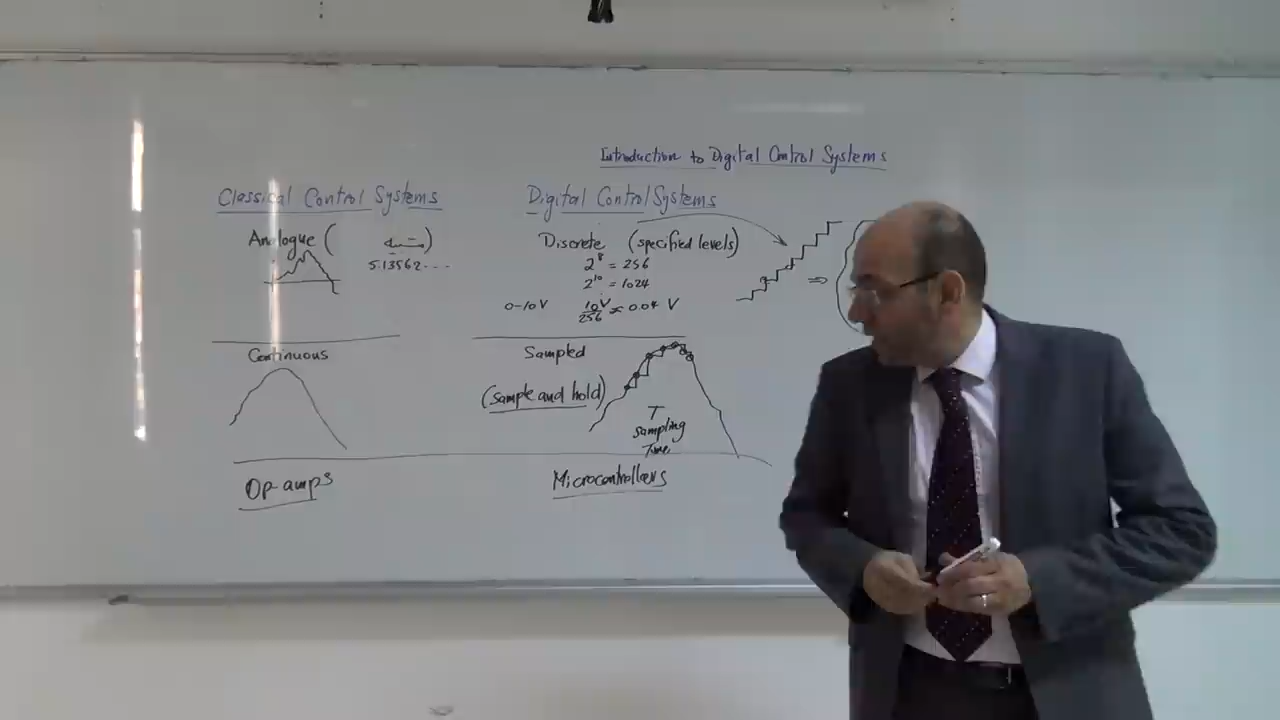 Introduction to Digital Control Systems
Classical Control Systems
Analogue (
)
5.13562...
Continuous
Op-amps
Digital Control Systems
Discrete (specified levels)
2⁸ = 256
2¹⁰ = 1024
0-10V 10V/256 ≈ 0.04 V
⇒
Sampled
(Sample and hold)
T
Sampling
Time
Microcontrollers